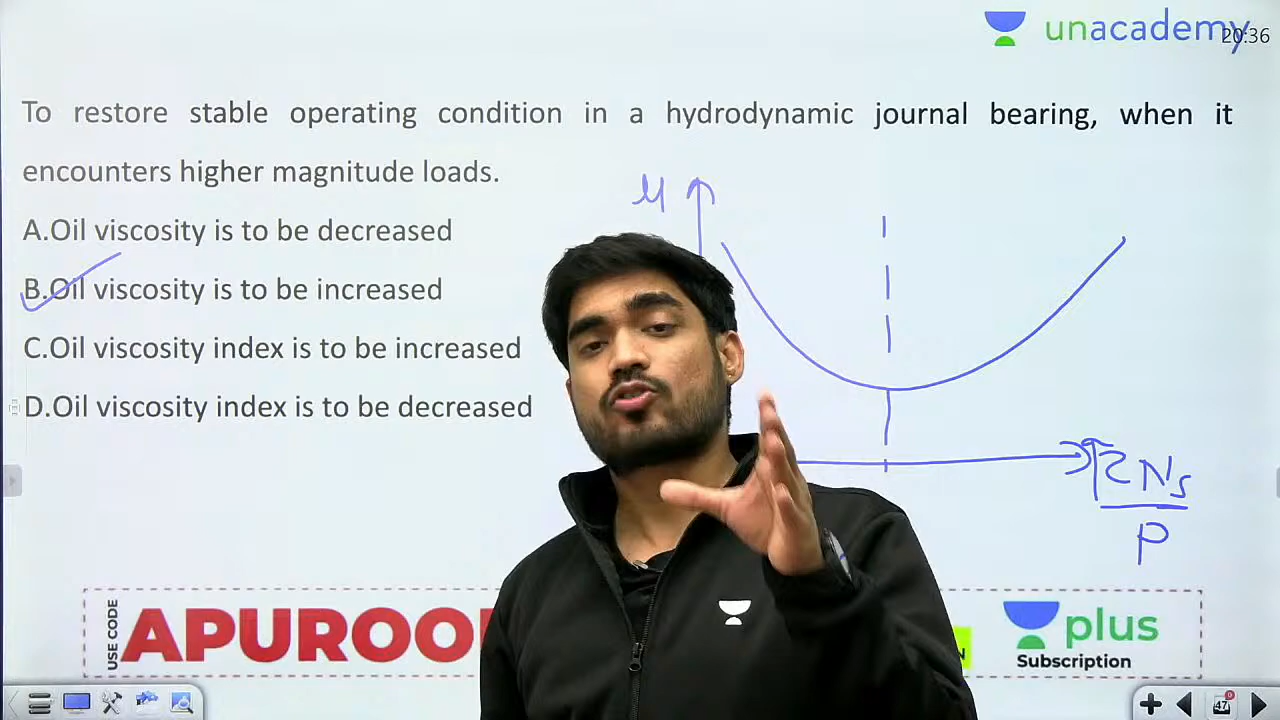 unacademy
20:36
To restore stable operating condition in a hydrodynamic journal bearing, when it
encounters higher magnitude loads.
A.Oil viscosity is to be decreased
B.Oil viscosity is to be increased
C.Oil viscosity index is to be increased
D.Oil viscosity index is to be decreased
μ
P
USE CODE
APUROO
plus
Subscription
47